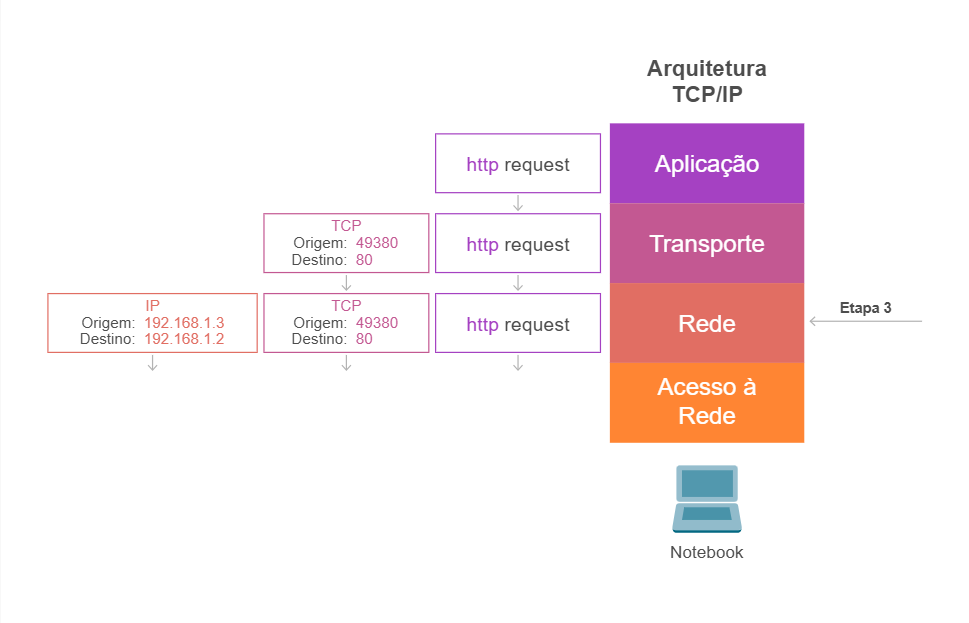 Arquitetura
TCP/IP
http request
Aplicação
TCP
Origem: 49380
Destino: 80
http request
Transporte
IP
Origem: 192.168.1.3
Destino: 192.168.1.2
TCP
Origem: 49380
Destino: 80
http request
Rede
Etapa 3
Acesso à
Rede
Notebook